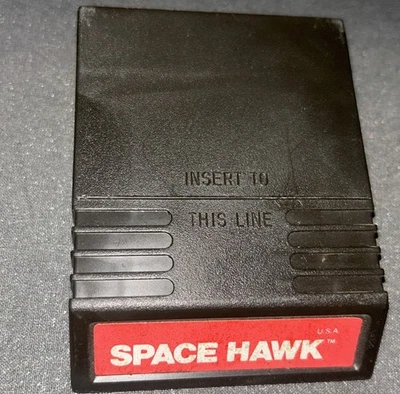 INSERT TO
THIS LINE
U.S.A.
SPACE HAWK™